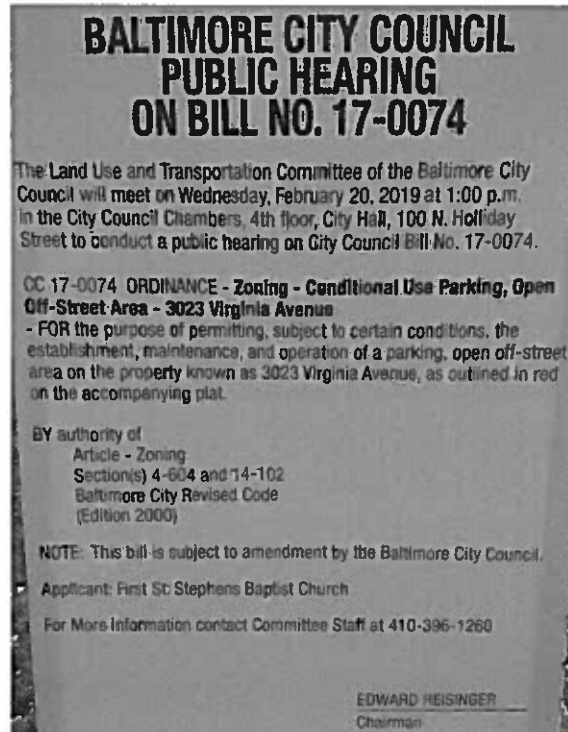 BALTIMORE CITY COUNCIL
PUBLIC HEARING
ON BILL NO. 17-0074
The Land Use and Transportation Committee of the Baltimore City
Council will meet on Wednesday, February 20, 2019 at 1:00 p.m.
in the City Council Chambers, 4th floor, City Hall, 100 N. Holliday
Street to conduct a public hearing on City Council Bill No. 17-0074.
CC 17-0074 ORDINANCE - Zoning - Conditional Use Parking, Open
Off-Street Area - 3023 Virginia Avenue
- FOR the purpose of permitting, subject to certain conditions, the
establishment, maintenance, and operation of a parking, open off-street
area on the property known as 3023 Virginia Avenue, as outlined in red
on the accompanying plat.
BY authority of
Article - Zoning
Section(s) 4-604 and 14-102
Baltimore City Revised Code
(Edition 2000)
NOTE: This bill is subject to amendment by the Baltimore City Council.
Applicant: First St. Stephens Baptist Church
For More Information contact Committee Staff at 410-396-1260
EDWARD REISINGER
Chairman